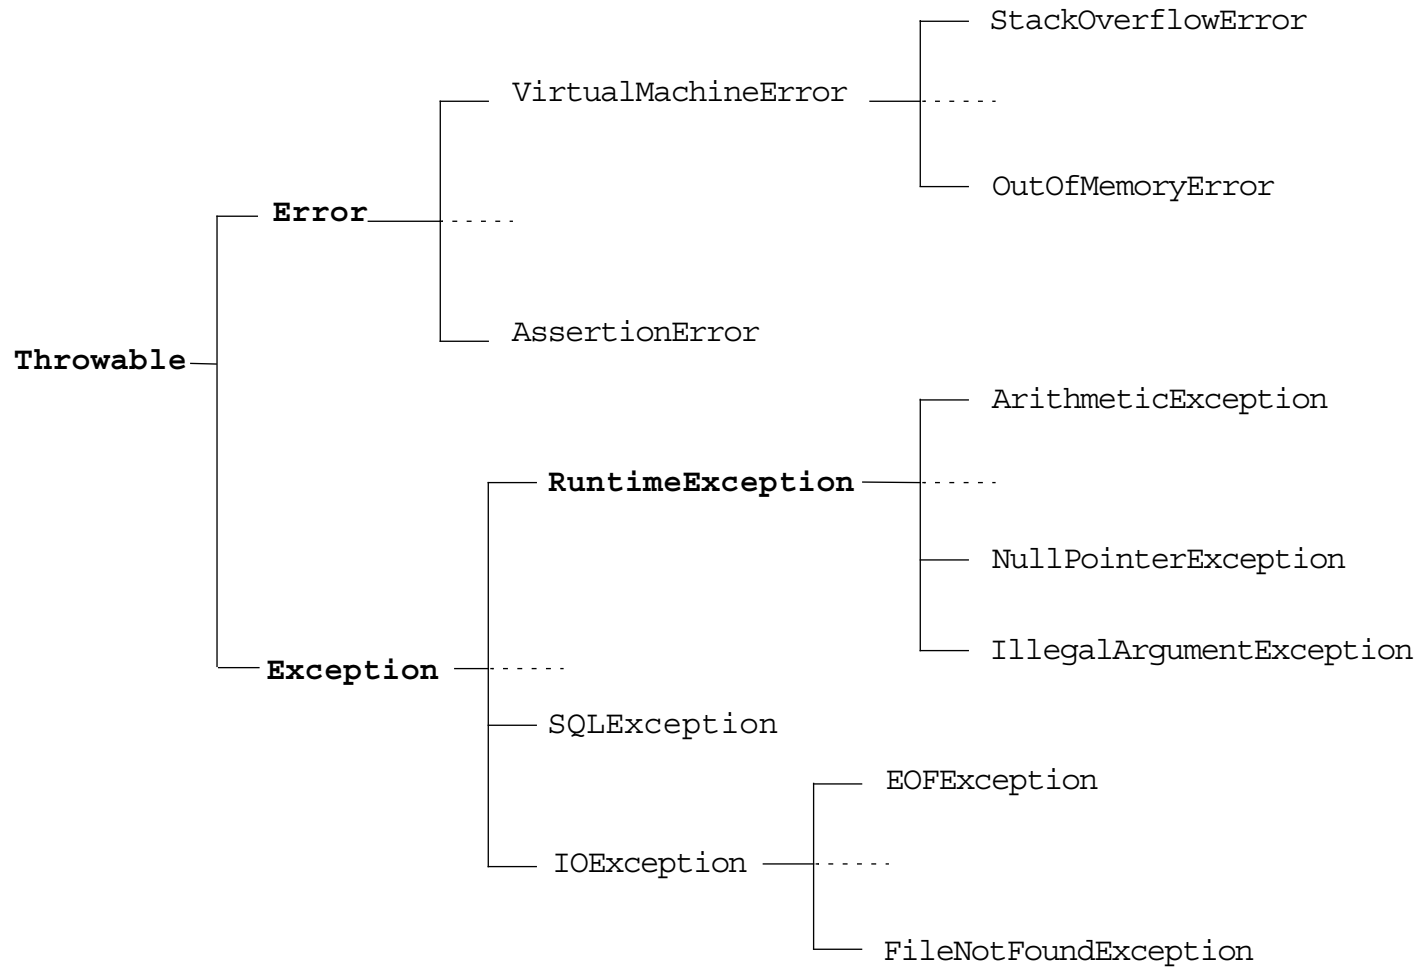 StackOverflowError
VirtualMachineError
OutOfMemoryError
Error
AssertionError
Throwable
ArithmeticException
RuntimeException
NullPointerException
IllegalArgumentException
Exception
SQLException
EOFException
IOException
FileNotFoundException